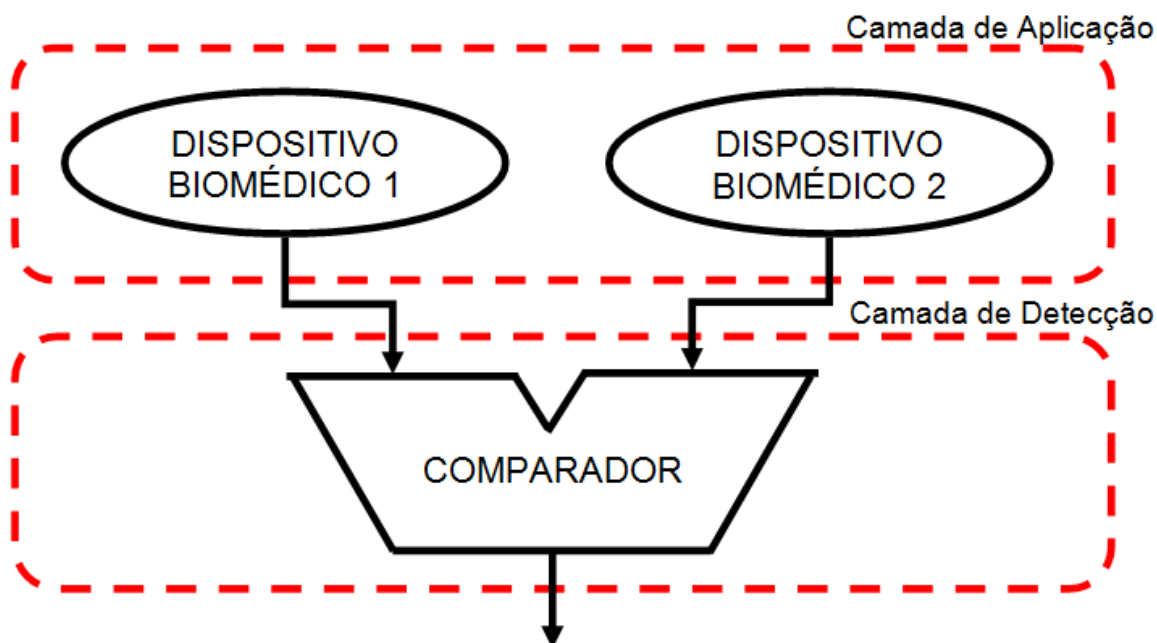 Camada de Aplicação
DISPOSITIVO
BIOMÉDICO 1
DISPOSITIVO
BIOMÉDICO 2
Camada de Detecção
COMPARADOR